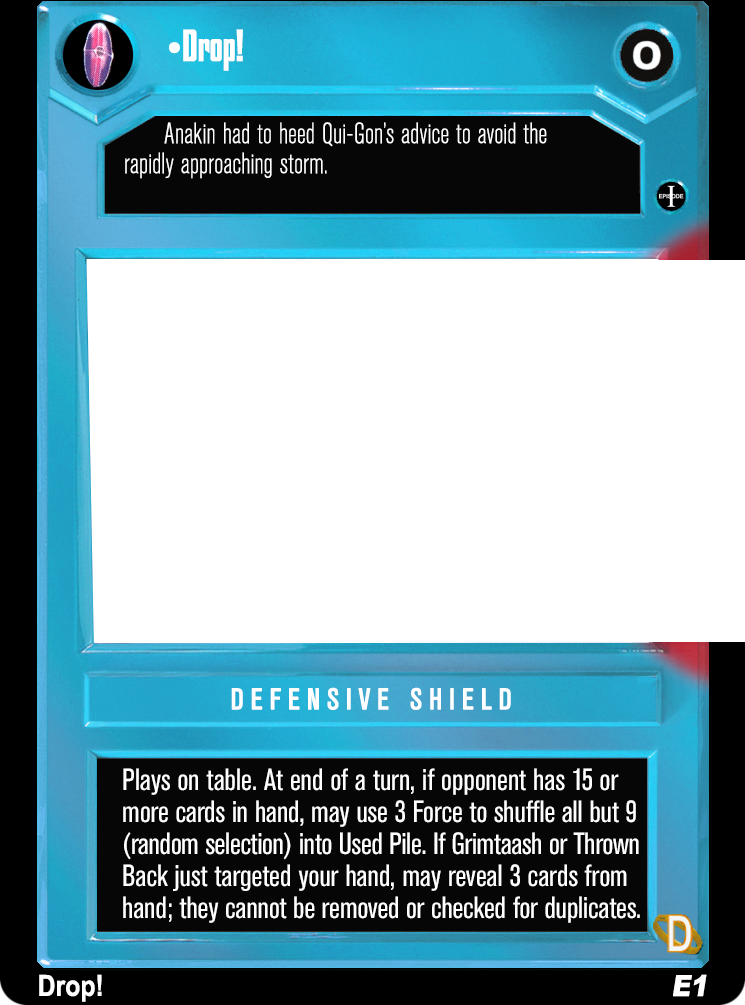 •Drop!
O
Anakin had to heed Qui-Gon's advice to avoid the
rapidly approaching storm.
EPISODE I
DEFENSIVE SHIELD
Plays on table. At end of a turn, if opponent has 15 or
more cards in hand, may use 3 Force to shuffle all but 9
(random selection) into Used Pile. If Grimtaash or Thrown
Back just targeted your hand, may reveal 3 cards from
hand; they cannot be removed or checked for duplicates.
D
Drop!
E1